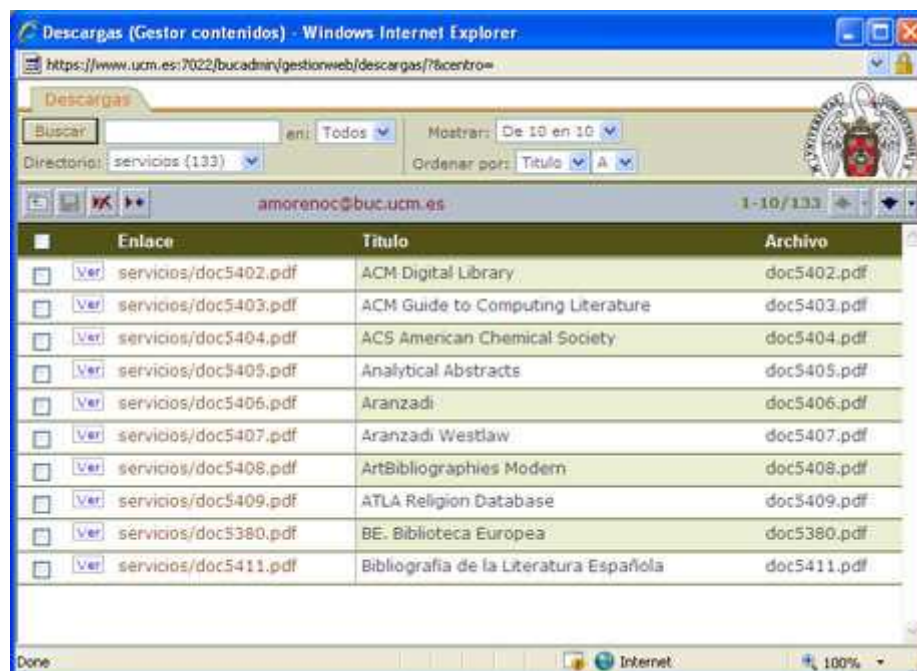 Descargas (Gestor contenidos) - Windows Internet Explorer
https://www.ucm.es:7022/bucadmin/gestionweb/descargas/?&centro=
Descargas
Buscar en: Todos Mostrar: De 10 en 10
Directorio: servicios (133) Ordenar por: Titulo A
amorenoc@buc.ucm.es 1-10/133
Enlace Titulo Archivo
Ver servicios/doc5402.pdf ACM Digital Library doc5402.pdf
Ver servicios/doc5403.pdf ACM Guide to Computing Literature doc5403.pdf
Ver servicios/doc5404.pdf ACS American Chemical Society doc5404.pdf
Ver servicios/doc5405.pdf Analytical Abstracts doc5405.pdf
Ver servicios/doc5406.pdf Aranzadi doc5406.pdf
Ver servicios/doc5407.pdf Aranzadi Westlaw doc5407.pdf
Ver servicios/doc5408.pdf ArtBibliographies Modern doc5408.pdf
Ver servicios/doc5409.pdf ATLA Religion Database doc5409.pdf
Ver servicios/doc5380.pdf BE. Biblioteca Europea doc5380.pdf
Ver servicios/doc5411.pdf Bibliografía de la Literatura Española doc5411.pdf
Done Internet 100%